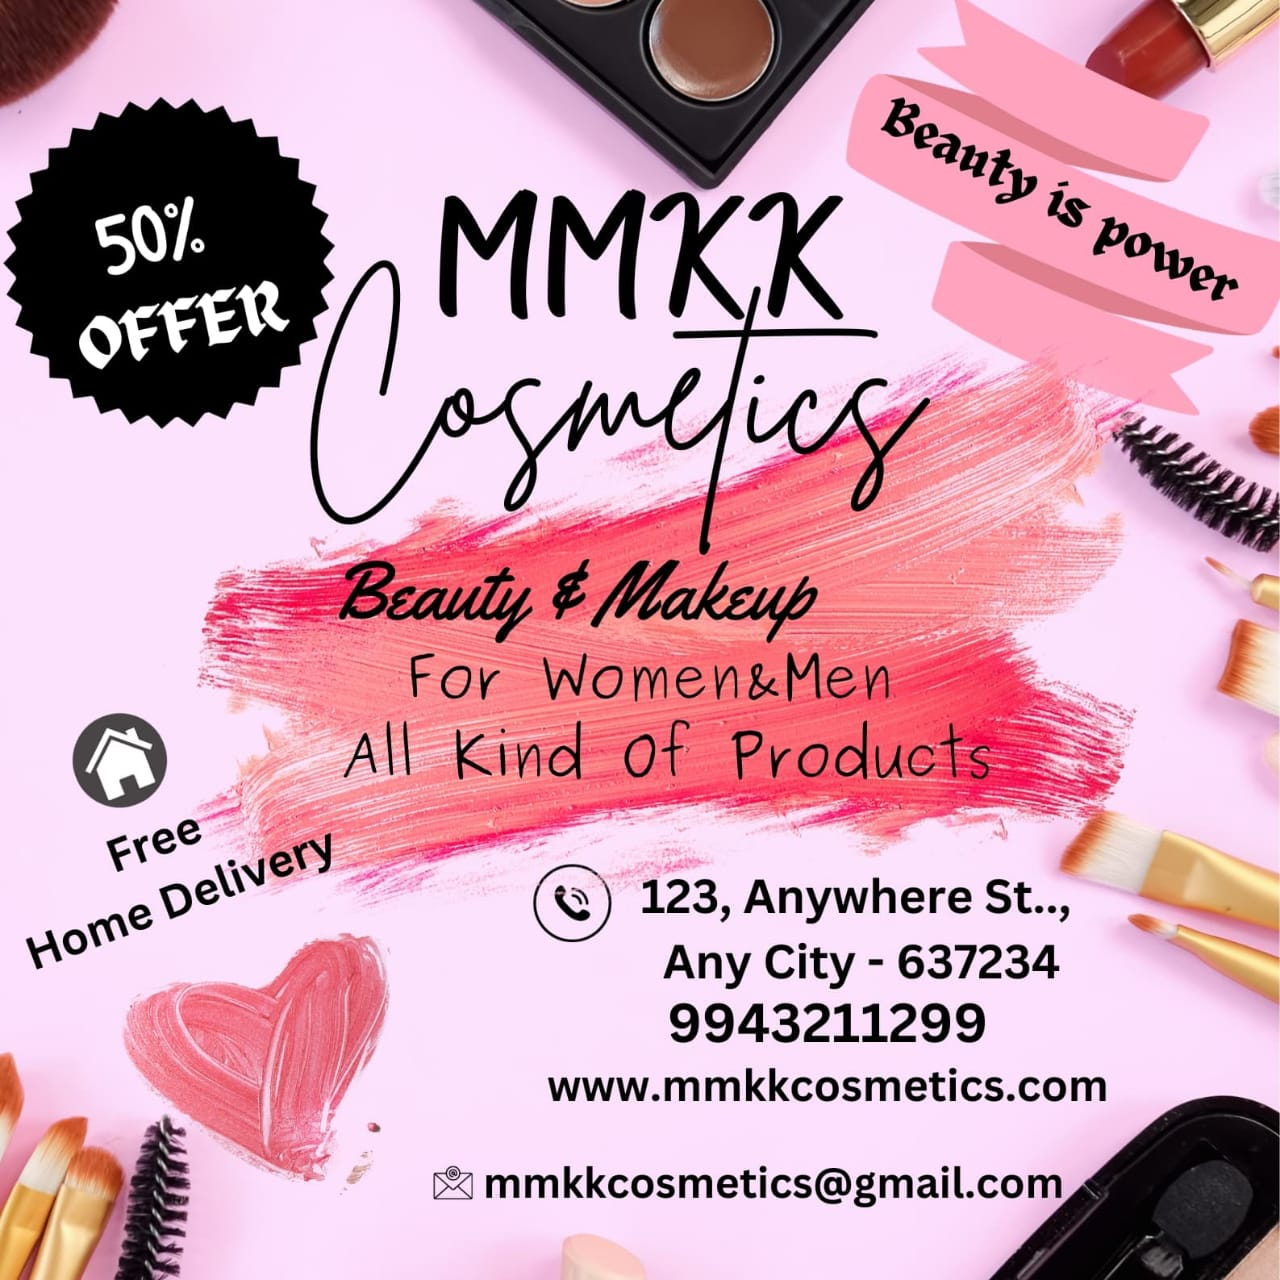 50%
OFFER
MMKK
Cosmetics
Beauty is power
Beauty & Makeup
For Women&Men
All Kind Of Products
Free
Home Delivery
123, Anywhere St..,
Any City - 637234
9943211299
www.mmkkcosmetics.com
mmkkcosmetics@gmail.com